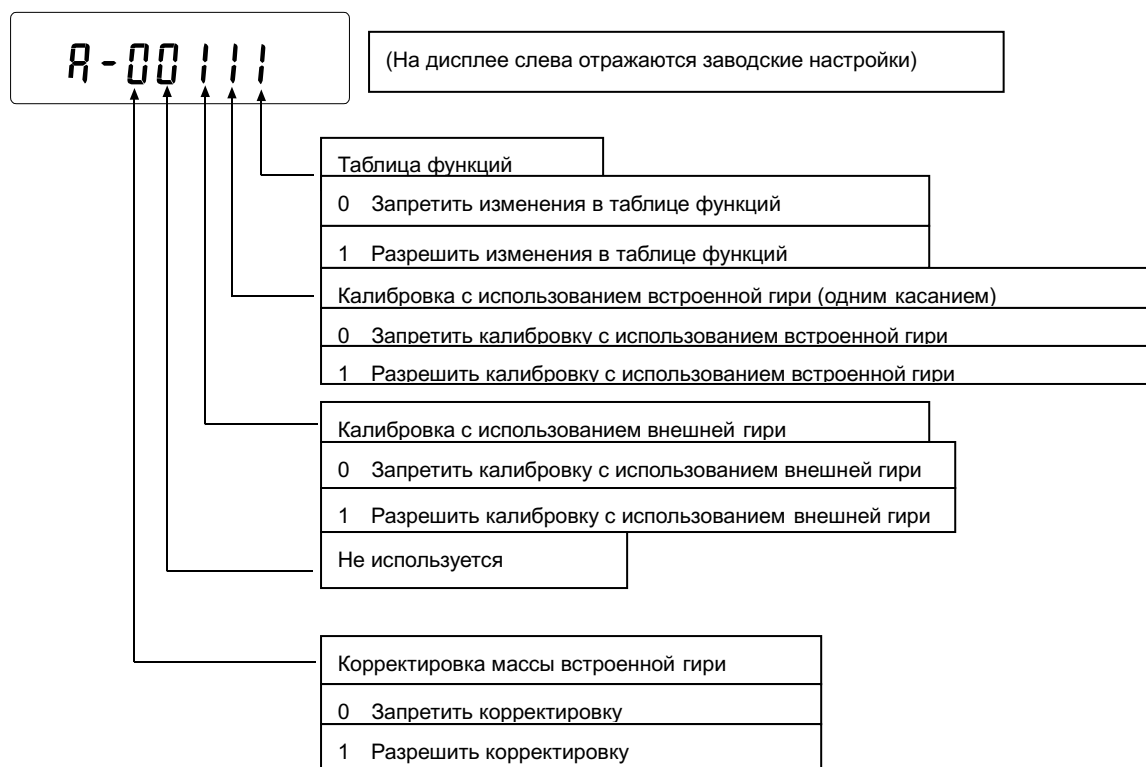 A-00111
(На дисплее слева отражаются заводские настройки)
Таблица функций
0 Запретить изменения в таблице функций
1 Разрешить изменения в таблице функций
Калибровка с использованием встроенной гири (одним касанием)
0 Запретить калибровку с использованием встроенной гири
1 Разрешить калибровку с использованием встроенной гири
Калибровка с использованием внешней гири
0 Запретить калибровку с использованием внешней гири
1 Разрешить калибровку с использованием внешней гири
Не используется
Корректировка массы встроенной гири
0 Запретить корректировку
1 Разрешить корректировку